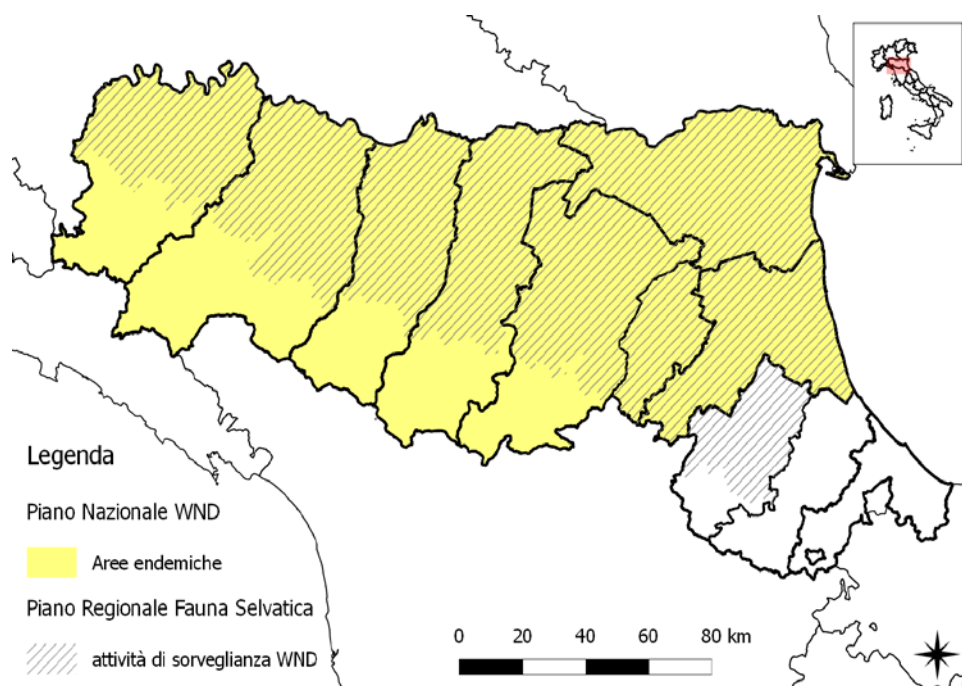 Legenda
Piano Nazionale WND
Aree endemiche
Piano Regionale Fauna Selvatica
attività di sorveglianza WND
0 20 40 60 80 km